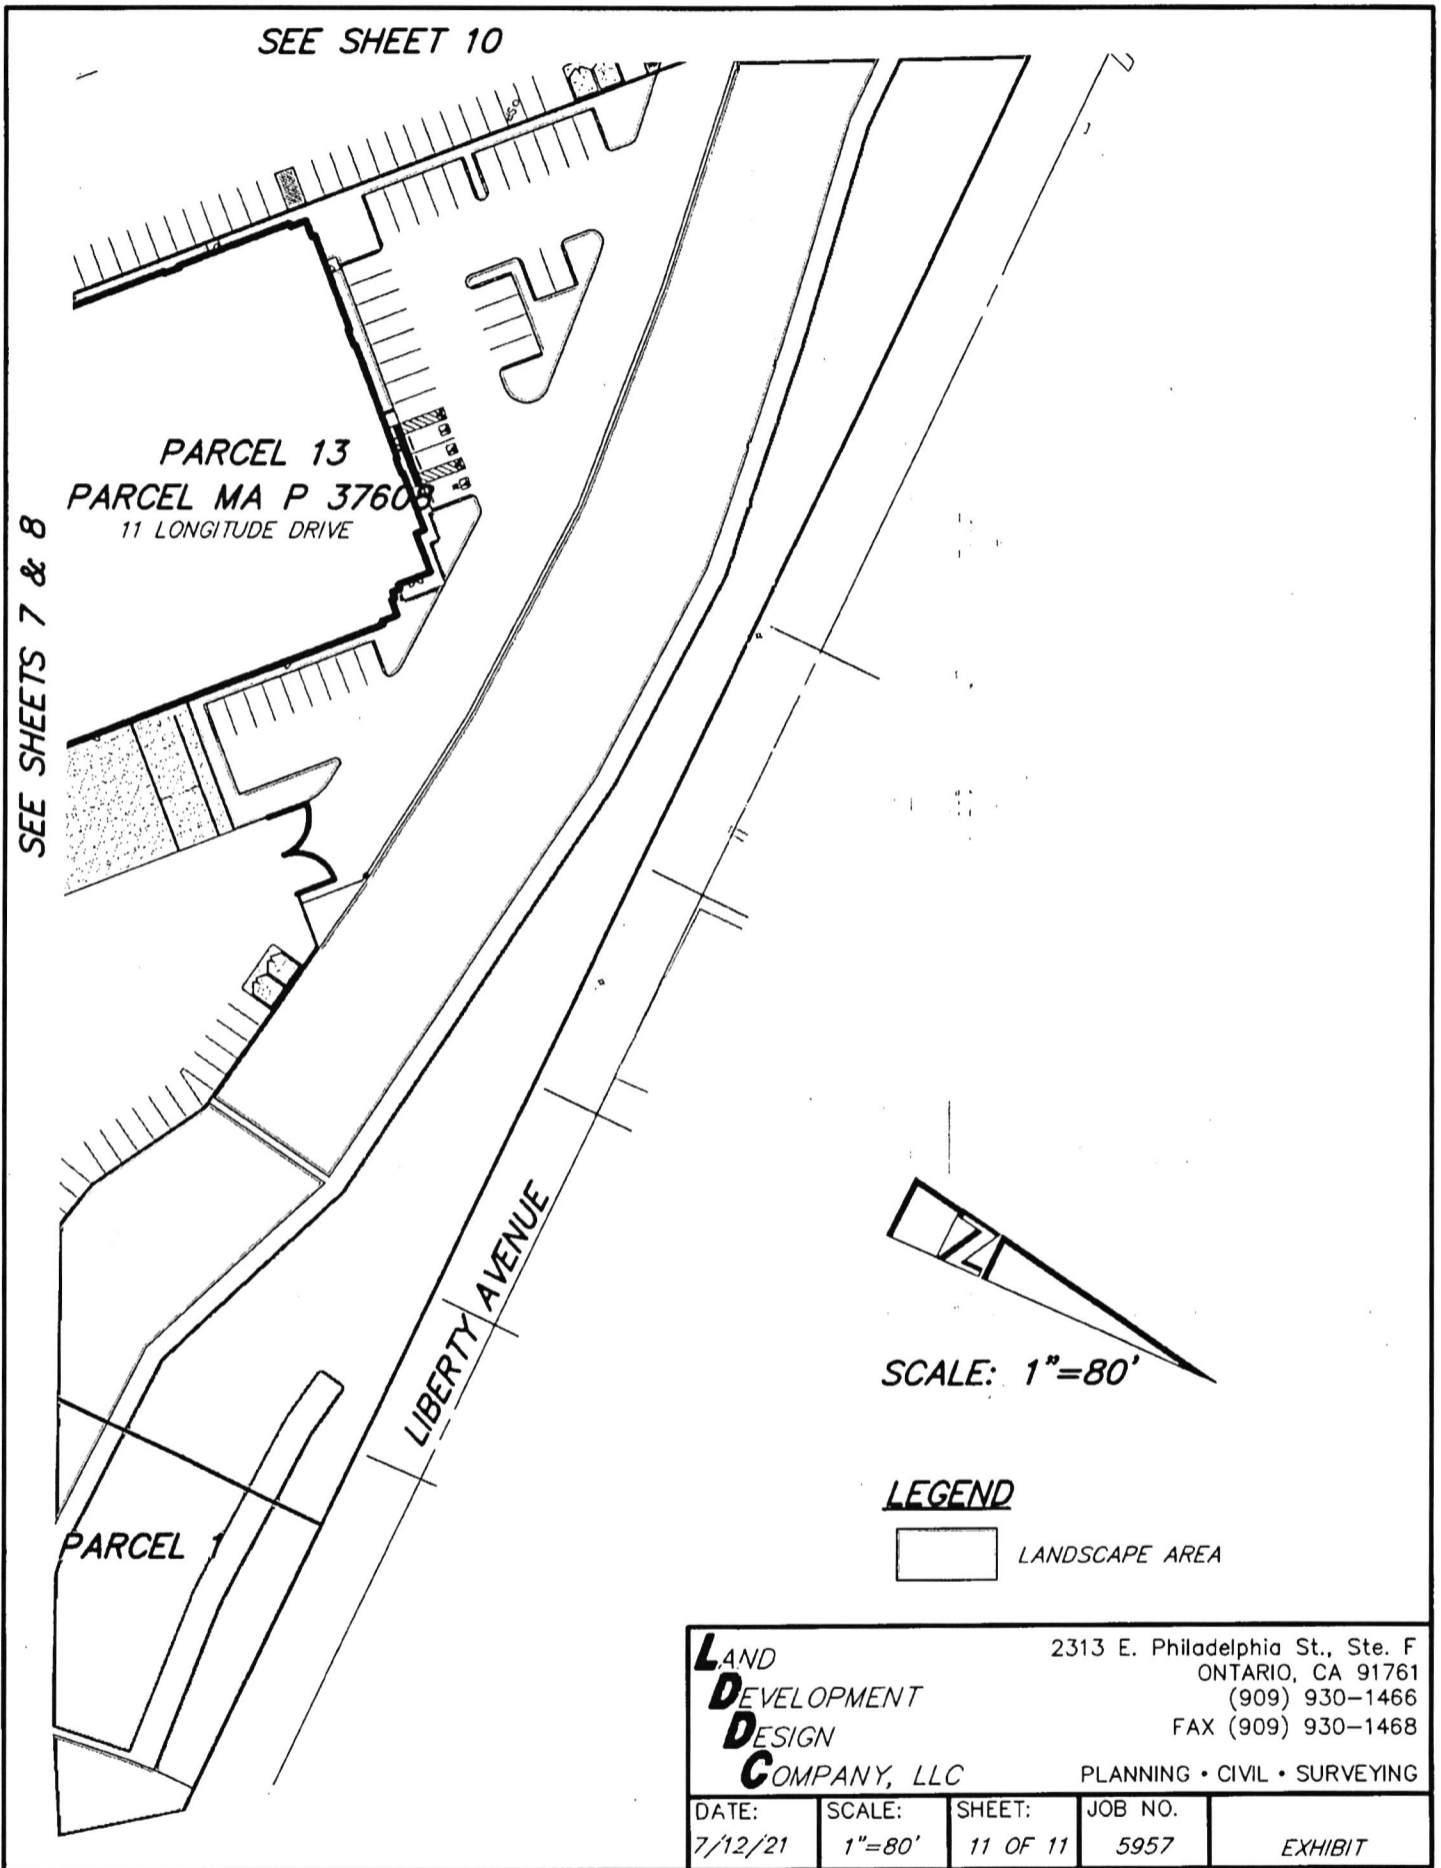 SEE SHEET 10
SEE SHEETS 7 & 8
PARCEL 13
PARCEL MA P 37608
11 LONGITUDE DRIVE
LIBERTY AVENUE
N
SCALE: 1"=80'
LEGEND
LANDSCAPE AREA
PARCEL 1
LAND
DEVELOPMENT
DESIGN
COMPANY, LLC
2313 E. Philadelphia St., Ste. F
ONTARIO, CA 91761
(909) 930-1466
FAX (909) 930-1468
PLANNING • CIVIL • SURVEYING
DATE:
7/12/21
SCALE:
1"=80'
SHEET:
11 OF 11
JOB NO.
5957
EXHIBIT